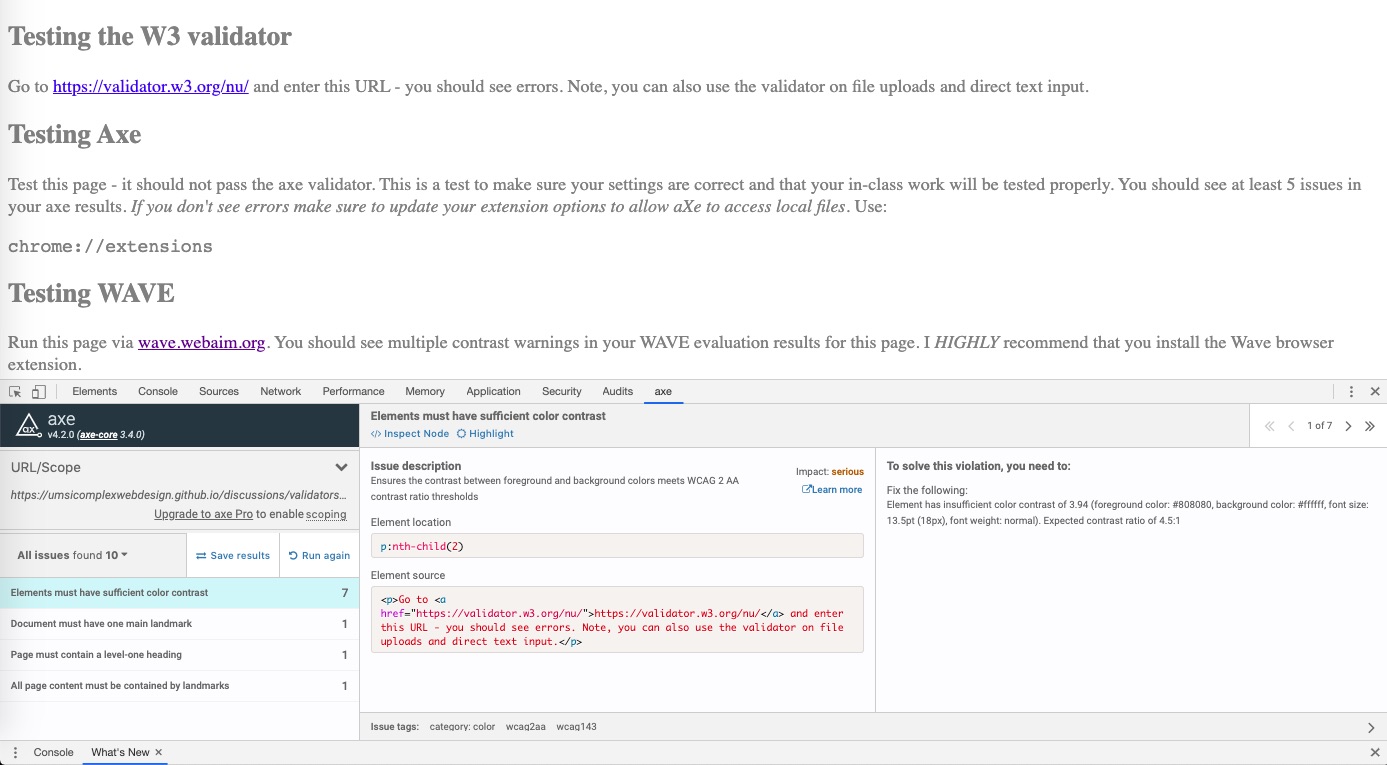 Testing the W3 validator
Go to https://validator.w3.org/nu/ and enter this URL - you should see errors. Note, you can also use the validator on file uploads and direct text input.
Testing Axe
Test this page - it should not pass the axe validator. This is a test to make sure your settings are correct and that your in-class work will be tested properly. You should see at least 5 issues in
your axe results. If you don't see errors make sure to update your extension options to allow aXe to access local files. Use:
chrome://extensions
Testing WAVE
Run this page via wave.webaim.org. You should see multiple contrast warnings in your WAVE evaluation results for this page. I HIGHLY recommend that you install the Wave browser
extension.
Elements Console Sources Network Performance Memory Application Security Audits axe
axe
v4.2.0 (axe-core 3.4.0)
URL/Scope
https://umsicomplexwebdesign.github.io/discussions/validators...
Upgrade to axe Pro to enable scoping
All issues found 10
Save results
Run again
Elements must have sufficient color contrast 7
Document must have one main landmark 1
Page must contain a level-one heading 1
All page content must be contained by landmarks 1
Elements must have sufficient color contrast
</> Inspect Node Highlight
1 of 7
Issue description
Ensures the contrast between foreground and background colors meets WCAG 2 AA
contrast ratio thresholds
Impact: serious
Learn more
Element location
p:nth-child(2)
Element source
<p>Go to <a
href="https://validator.w3.org/nu/">https://validator.w3.org/nu/</a> and enter
this URL - you should see errors. Note, you can also use the validator on file
uploads and direct text input.</p>
To solve this violation, you need to:
Fix the following:
Element has insufficient color contrast of 3.94 (foreground color: #808080, background color: #ffffff, font size:
13.5pt (18px), font weight: normal). Expected contrast ratio of 4.5:1
Issue tags: category: color wcag2aa wcag143
Console What's New